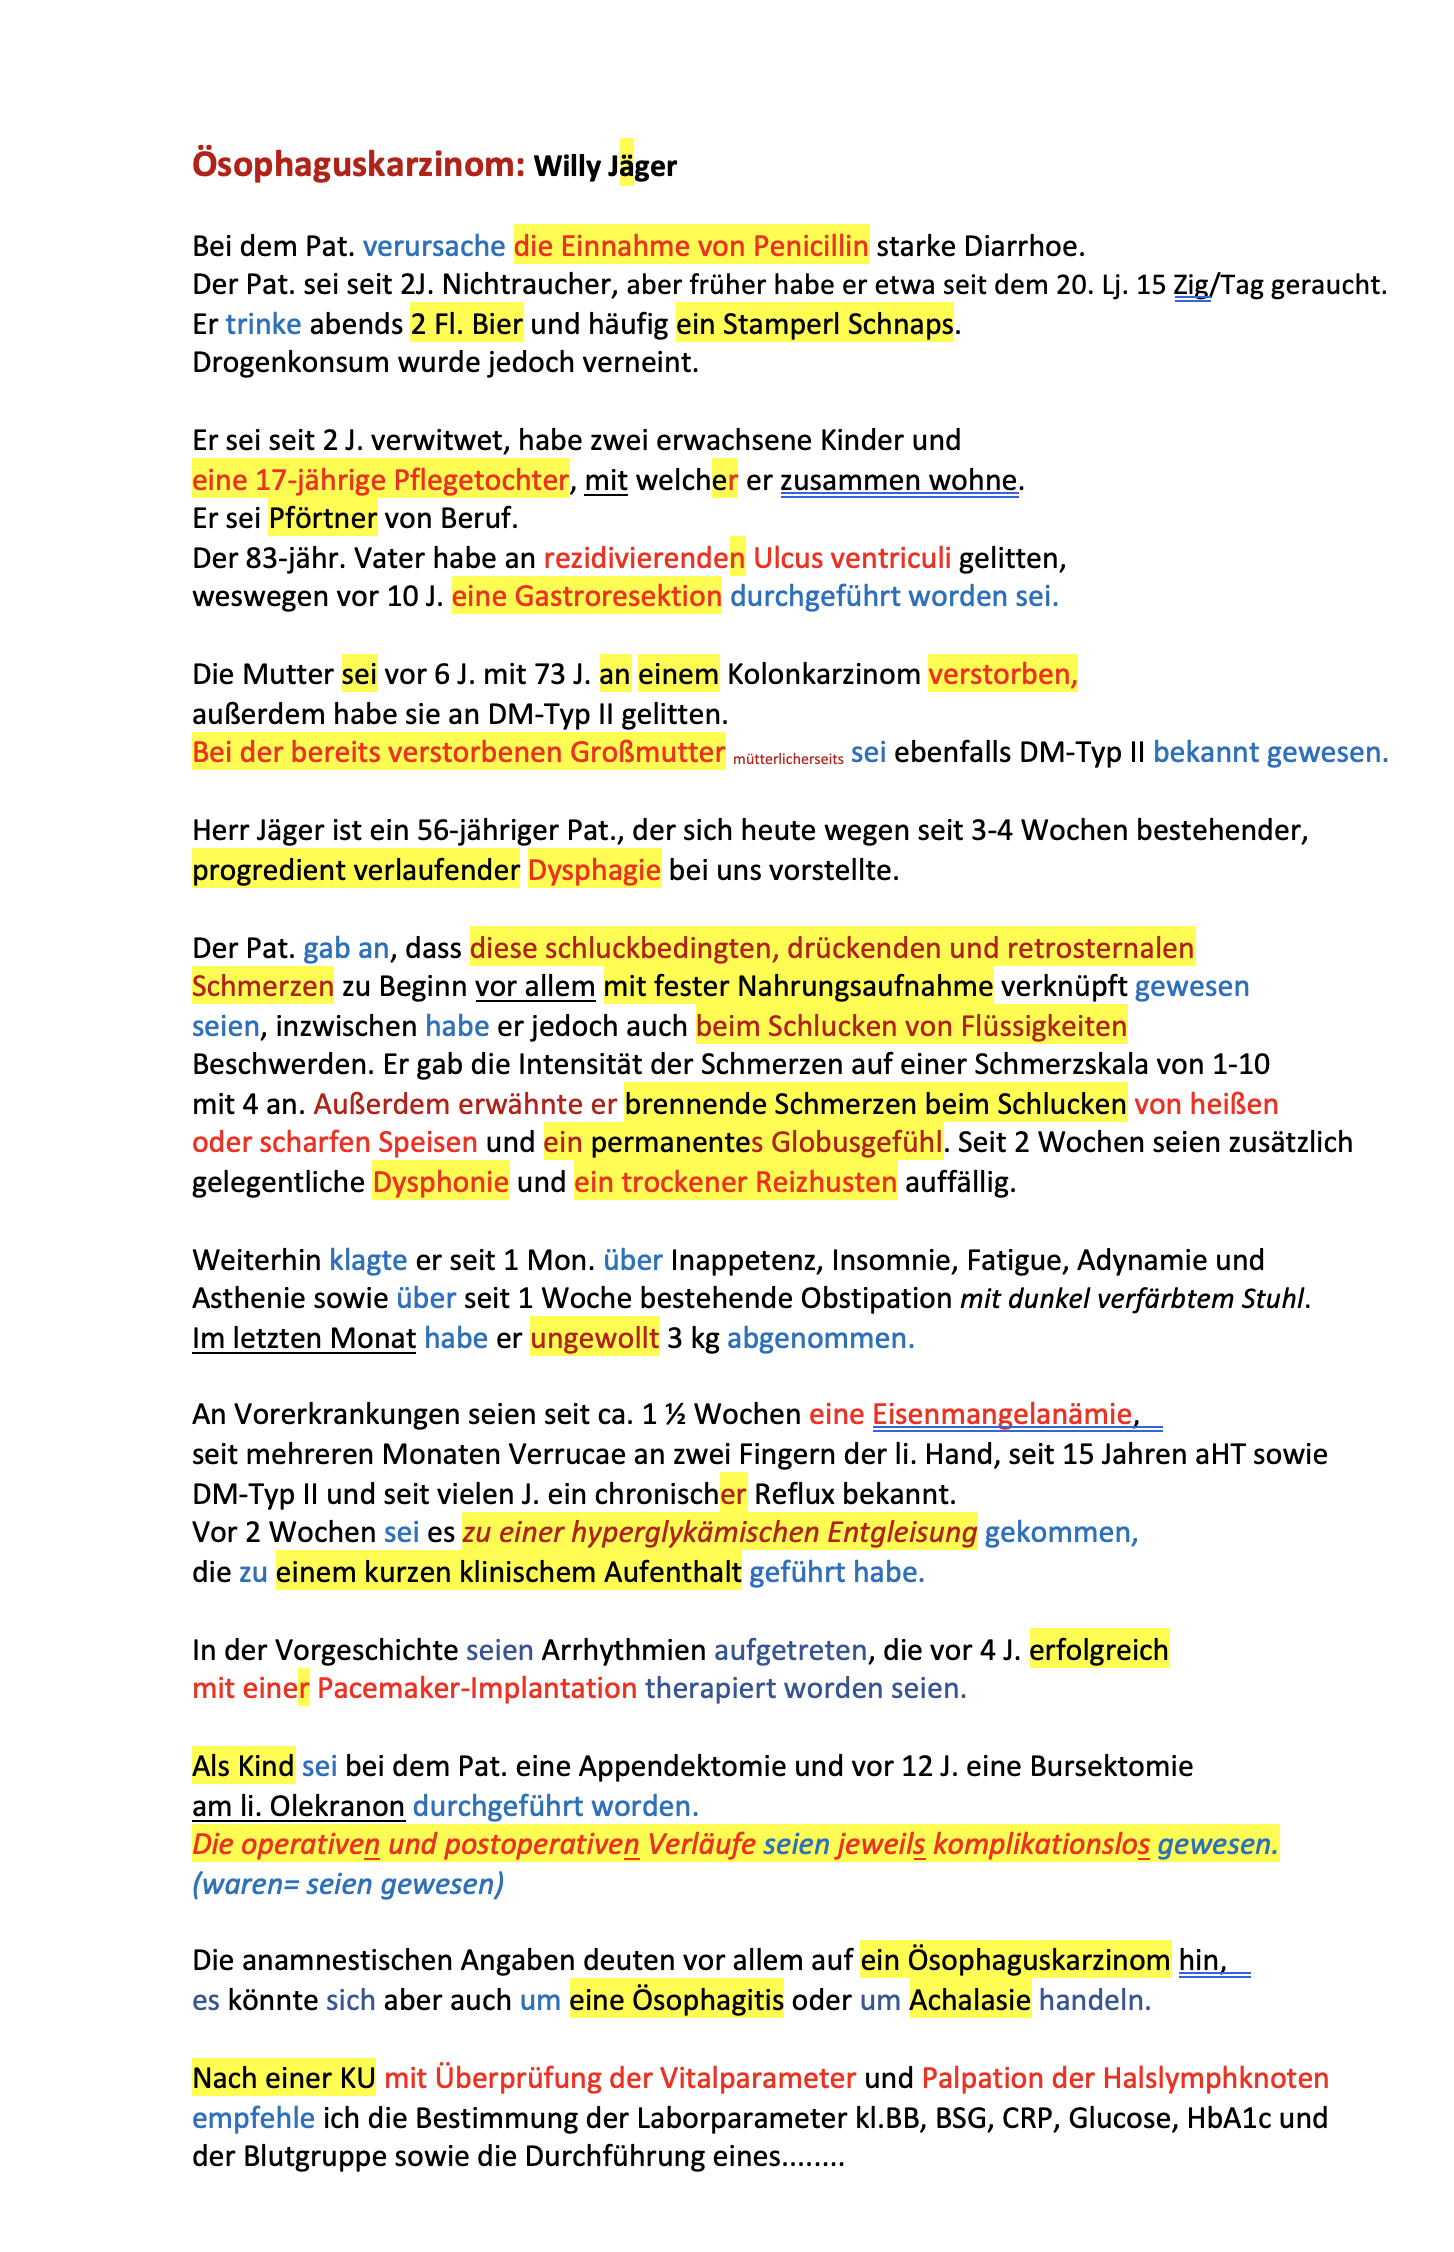 Ösophaguskarzinom: Willy Jäger
Bei dem Pat. verursache die Einnahme von Penicillin starke Diarrhoe.
Der Pat. sei seit 2J. Nichtraucher, aber früher habe er etwa seit dem 20. Lj. 15 Zig/Tag geraucht.
Er trinke abends 2 Fl. Bier und häufig ein Stamperl Schnaps.
Drogenkonsum wurde jedoch verneint.
Er sei seit 2 J. verwitwet, habe zwei erwachsene Kinder und
eine 17-jährige Pflegetochter, mit welcher er zusammen wohne.
Er sei Pförtner von Beruf.
Der 83-jähr. Vater habe an rezidivierenden Ulcus ventriculi gelitten,
weswegen vor 10 J. eine Gastroresektion durchgeführt worden sei.
Die Mutter sei vor 6 J. mit 73 J. an einem Kolonkarzinom verstorben,
außerdem habe sie an DM-Typ II gelitten.
Bei der bereits verstorbenen Großmutter mütterlicherseits sei ebenfalls DM-Typ II bekannt gewesen.
Herr Jäger ist ein 56-jähriger Pat., der sich heute wegen seit 3-4 Wochen bestehender,
progredient verlaufender Dysphagie bei uns vorstellte.
Der Pat. gab an, dass diese schluckbedingten, drückenden und retrosternalen
Schmerzen zu Beginn vor allem mit fester Nahrungsaufnahme verknüpft gewesen
seien, inzwischen habe er jedoch auch beim Schlucken von Flüssigkeiten
Beschwerden. Er gab die Intensität der Schmerzen auf einer Schmerzskala von 1-10
mit 4 an. Außerdem erwähnte er brennende Schmerzen beim Schlucken von heißen
oder scharfen Speisen und ein permanentes Globusgefühl. Seit 2 Wochen seien zusätzlich
gelegentliche Dysphonie und ein trockener Reizhusten auffällig.
Weiterhin klagte er seit 1 Mon. über Inappetenz, Insomnie, Fatigue, Adynamie und
Asthenie sowie über seit 1 Woche bestehende Obstipation mit dunkel verfärbtem Stuhl.
Im letzten Monat habe er ungewollt 3 kg abgenommen.
An Vorerkrankungen seien seit ca. 1 ½ Wochen eine Eisenmangelanämie,
seit mehreren Monaten Verrucae an zwei Fingern der li. Hand, seit 15 Jahren aHT sowie
DM-Typ II und seit vielen J. ein chronischer Reflux bekannt.
Vor 2 Wochen sei es zu einer hyperglykämischen Entgleisung gekommen,
die zu einem kurzen klinischem Aufenthalt geführt habe.
In der Vorgeschichte seien Arrhythmien aufgetreten, die vor 4 J. erfolgreich
mit einer Pacemaker-Implantation therapiert worden seien.
Als Kind sei bei dem Pat. eine Appendektomie und vor 12 J. eine Bursektomie
am li. Olekranon durchgeführt worden.
Die operativen und postoperativen Verläufe seien jeweils komplikationslos gewesen.
(waren= seien gewesen)
Die anamnestischen Angaben deuten vor allem auf ein Ösophaguskarzinom hin,
es könnte sich aber auch um eine Ösophagitis oder um Achalasie handeln.
Nach einer KU mit Überprüfung der Vitalparameter und Palpation der Halslymphknoten
empfehle ich die Bestimmung der Laborparameter kl.BB, BSG, CRP, Glucose, HbA1c und
der Blutgruppe sowie die Durchführung eines........